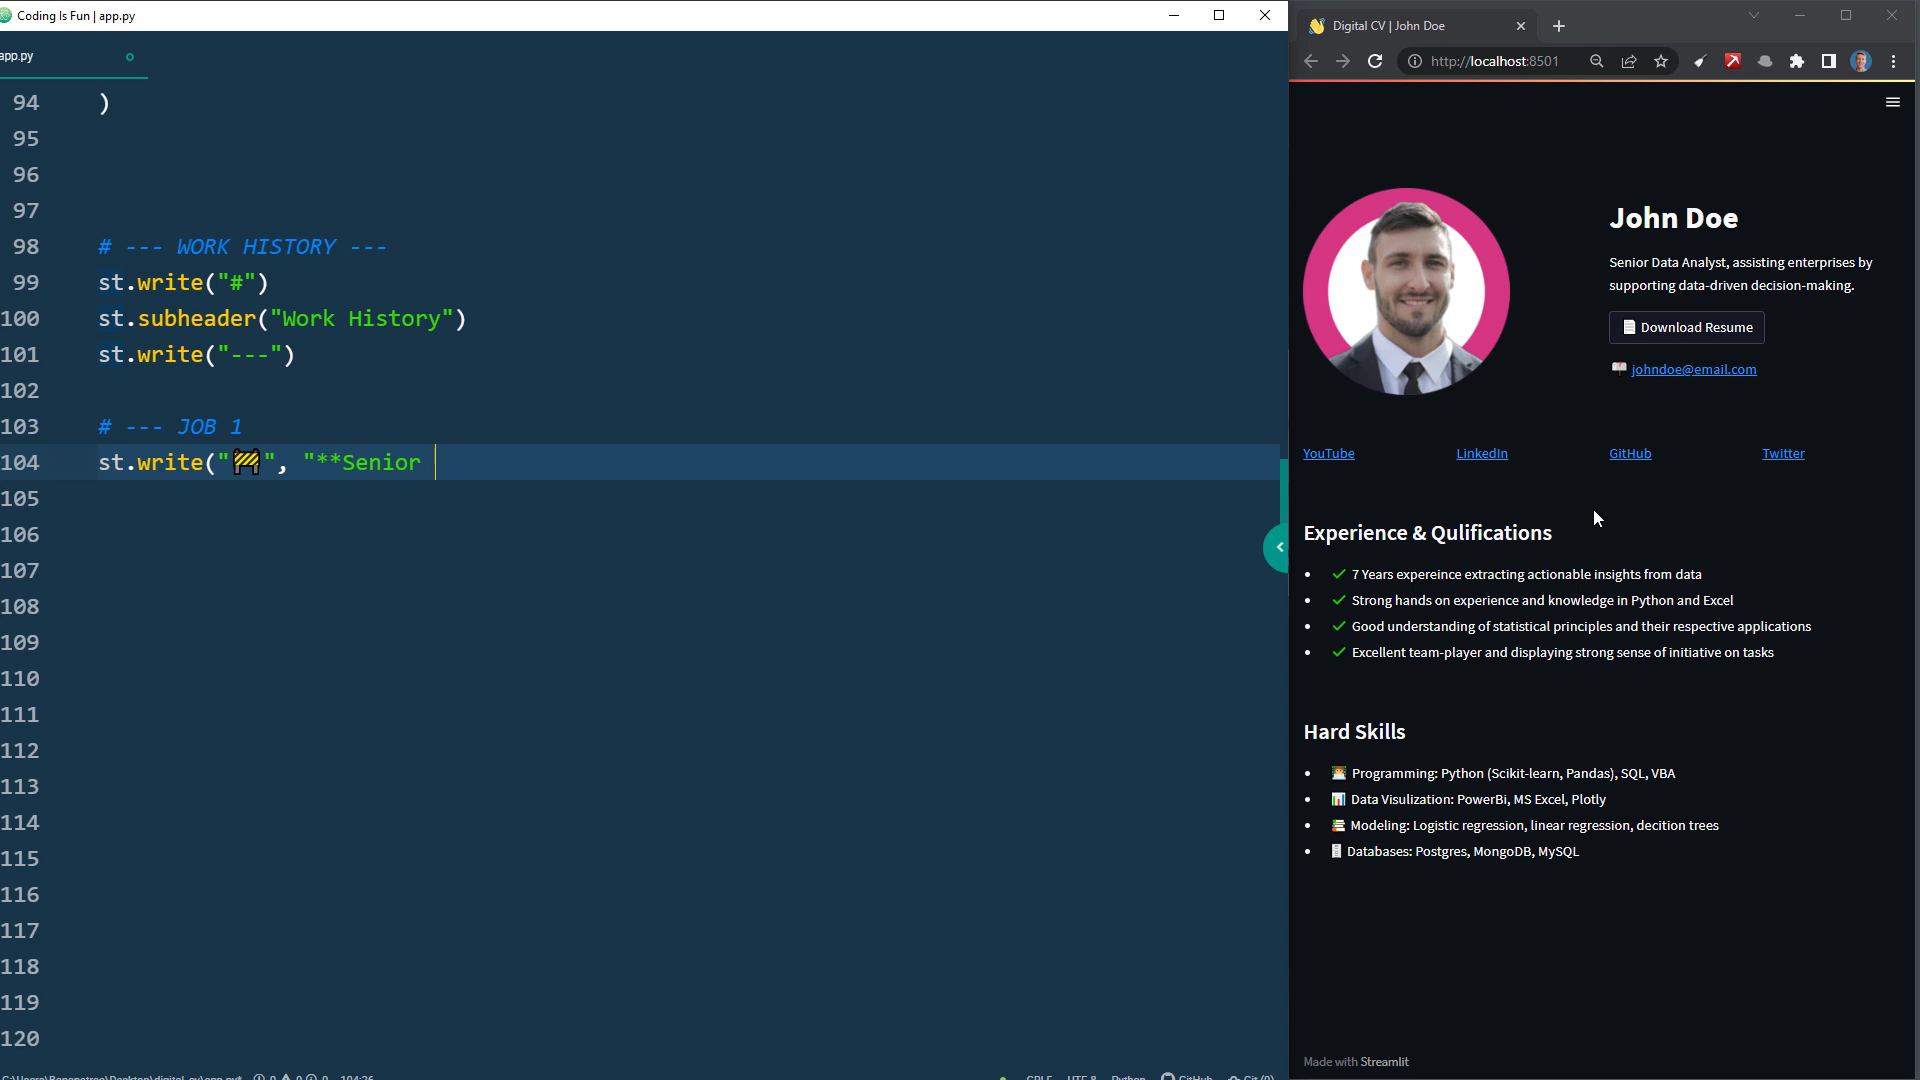 Coding Is Fun | app.py
app.py
94 )
95
96
97
98 # --- WORK HISTORY ---
99 st.write("#")
100 st.subheader("Work History")
101 st.write("---")
102
103 # --- JOB 1
104 st.write("🚧", "**Senior
105
106
107
108
109
110
111
112
113
114
115
116
117
118
119
120
CRLF UTF-8 Python GitHub Git (0)
Digital CV | John Doe
http://localhost:8501
John Doe
Senior Data Analyst, assisting enterprises by
supporting data-driven decision-making.
📄 Download Resume
📫 johndoe@email.com
YouTube LinkedIn GitHub Twitter
Experience & Qulifications
• ✔️ 7 Years expereince extracting actionable insights from data
• ✔️ Strong hands on experience and knowledge in Python and Excel
• ✔️ Good understanding of statistical principles and their respective applications
• ✔️ Excellent team-player and displaying strong sense of initiative on tasks
Hard Skills
• 👩‍💻 Programming: Python (Scikit-learn, Pandas), SQL, VBA
• 📊 Data Visulization: PowerBi, MS Excel, Plotly
• 📚 Modeling: Logistic regression, linear regression, decition trees
• 🗄️ Databases: Postgres, MongoDB, MySQL
Made with Streamlit